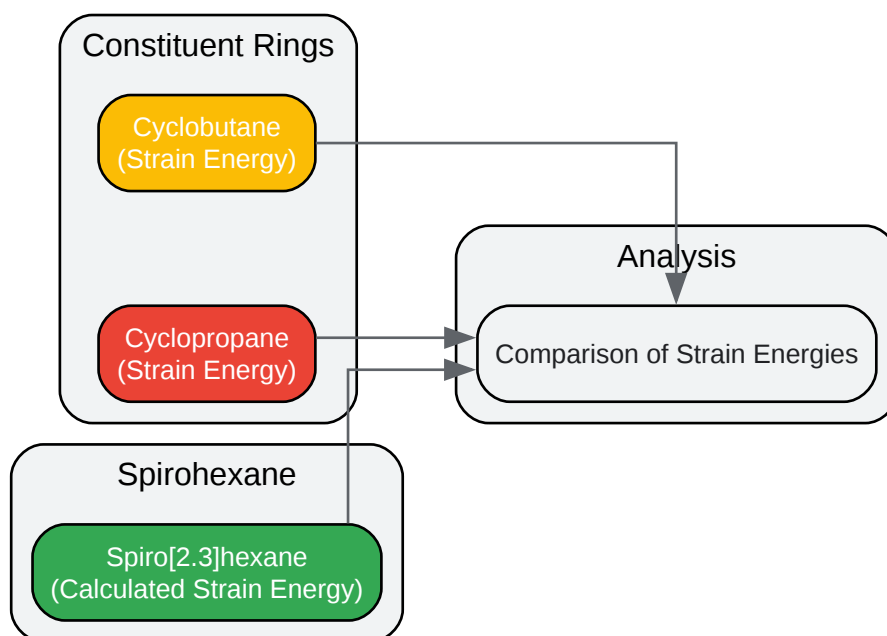 Constituent Rings
Cyclobutane
(Strain Energy)
Cyclopropane
(Strain Energy)
Analysis
Comparison of Strain Energies
Spirohexane
Spiro[2.3]hexane
(Calculated Strain Energy)